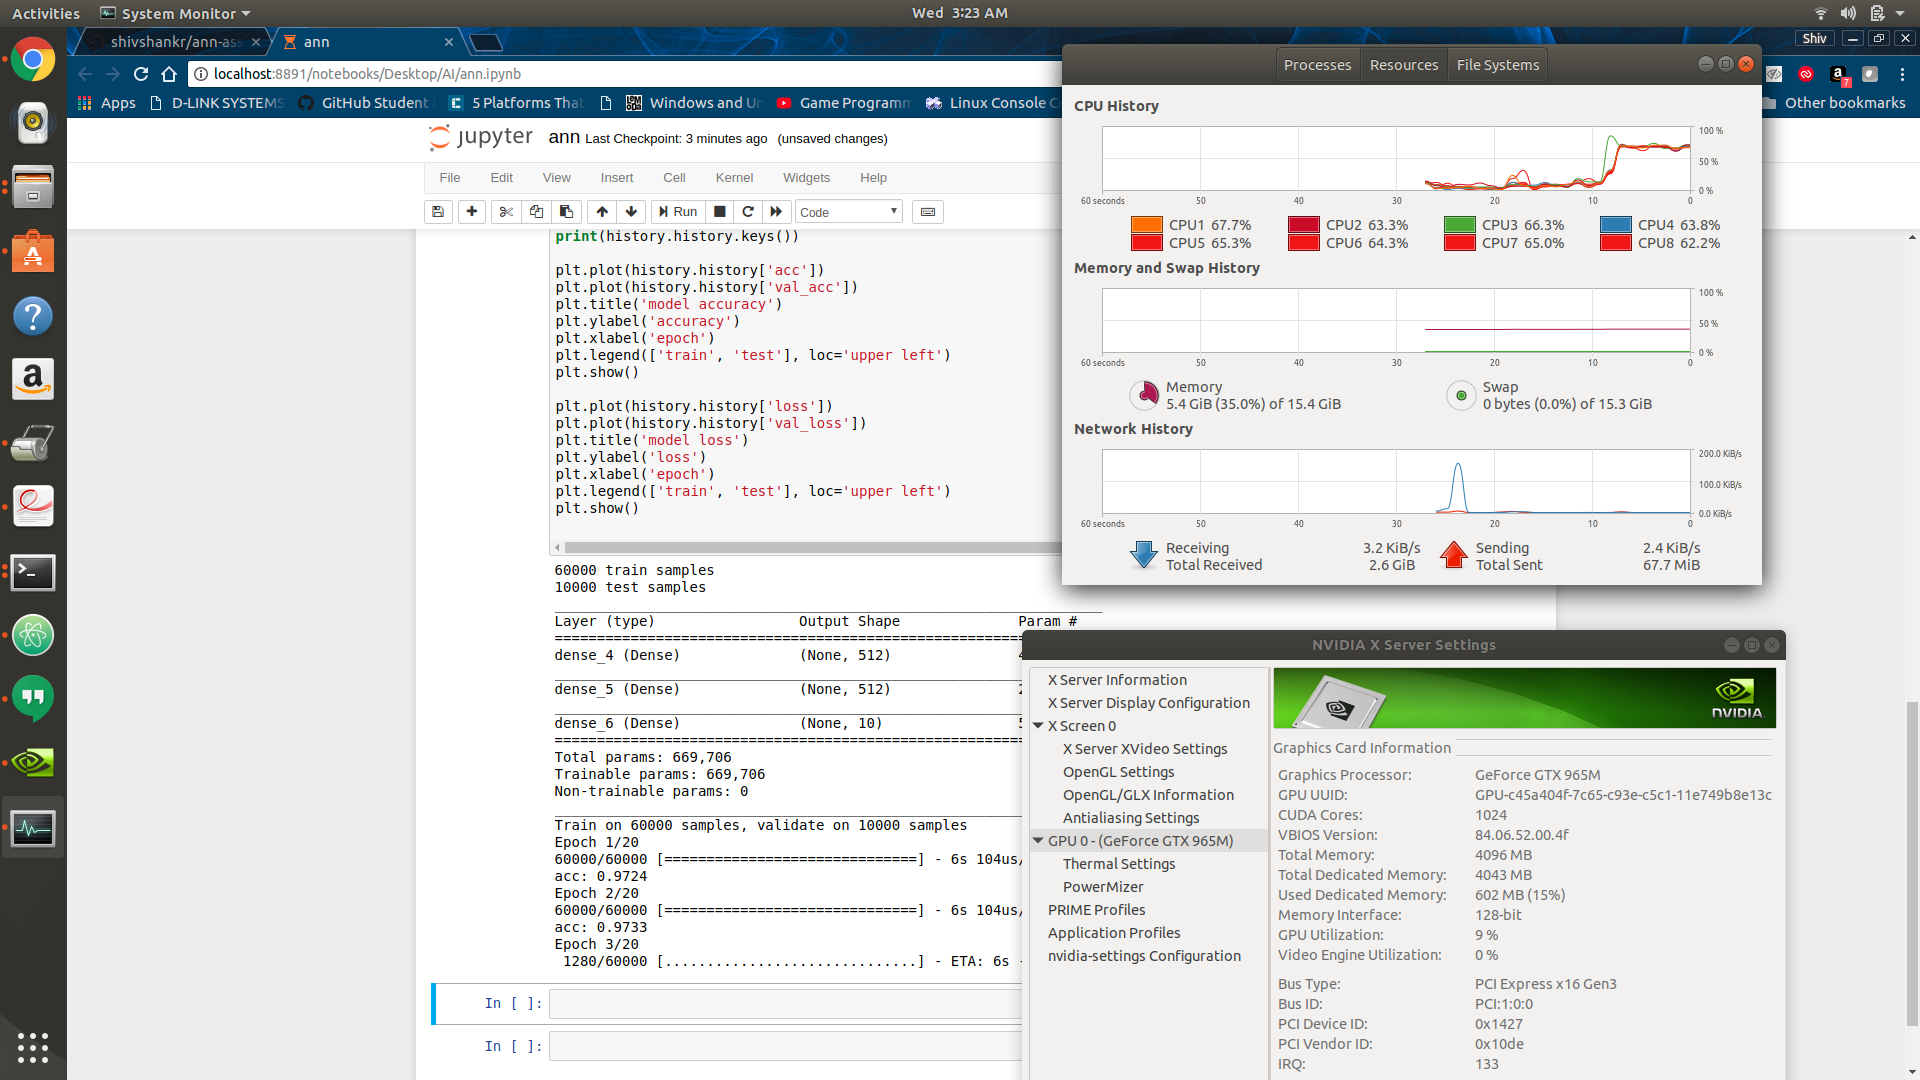 Activities
System Monitor
Wed 3:23 AM
shivshankr/ann-ass
ann
Shiv
localhost:8891/notebooks/Desktop/AI/ann.ipynb
Apps
D-LINK SYSTEMS
GitHub Student
5 Platforms That
Windows and Un
Game Programm
Linux Console C
Other bookmarks
7
jupyter
ann Last Checkpoint: 3 minutes ago (unsaved changes)
File Edit View Insert Cell Kernel Widgets Help
Run
Code
print(history.history.keys())
plt.plot(history.history['acc'])
plt.plot(history.history['val_acc'])
plt.title('model accuracy')
plt.ylabel('accuracy')
plt.xlabel('epoch')
plt.legend(['train', 'test'], loc='upper left')
plt.show()
plt.plot(history.history['loss'])
plt.plot(history.history['val_loss'])
plt.title('model loss')
plt.ylabel('loss')
plt.xlabel('epoch')
plt.legend(['train', 'test'], loc='upper left')
plt.show()
60000 train samples
10000 test samples
Layer (type) Output Shape Param #
dense_4 (Dense) (None, 512)
dense_5 (Dense) (None, 512) 2
dense_6 (Dense) (None, 10) 5
Total params: 669,706
Trainable params: 669,706
Non-trainable params: 0
Train on 60000 samples, validate on 10000 samples
Epoch 1/20
60000/60000 [==============================] - 6s 104us/
acc: 0.9724
Epoch 2/20
60000/60000 [==============================] - 6s 104us/
acc: 0.9733
Epoch 3/20
1280/60000 [..............................] - ETA: 6s -
In [ ]:
In [ ]:
Processes Resources File Systems
CPU History
100 %
50 %
0 %
60 seconds 50 40 30 20 10 0
CPU1 67.7% CPU2 63.3% CPU3 66.3% CPU4 63.8%
CPU5 65.3% CPU6 64.3% CPU7 65.0% CPU8 62.2%
Memory and Swap History
100 %
50 %
0 %
60 seconds 50 40 30 20 10 0
Memory
5.4 GiB (35.0%) of 15.4 GiB
Swap
0 bytes (0.0%) of 15.3 GiB
Network History
200.0 KiB/s
100.0 KiB/s
0.0 KiB/s
60 seconds 50 40 30 20 10 0
Receiving 3.2 KiB/s
Total Received 2.6 GiB
Sending 2.4 KiB/s
Total Sent 67.7 MiB
NVIDIA X Server Settings
X Server Information
X Server Display Configuration
X Screen 0
X Server XVideo Settings
OpenGL Settings
OpenGL/GLX Information
Antialiasing Settings
GPU 0 - (GeForce GTX 965M)
Thermal Settings
PowerMizer
PRIME Profiles
Application Profiles
nvidia-settings Configuration
NVIDIA.
Graphics Card Information
Graphics Processor: GeForce GTX 965M
GPU UUID: GPU-c45a404f-7c65-c93e-c5c1-11e749b8e13c
CUDA Cores: 1024
VBIOS Version: 84.06.52.00.4f
Total Memory: 4096 MB
Total Dedicated Memory: 4043 MB
Used Dedicated Memory: 602 MB (15%)
Memory Interface: 128-bit
GPU Utilization: 9 %
Video Engine Utilization: 0 %
Bus Type: PCI Express x16 Gen3
Bus ID: PCI:1:0:0
PCI Device ID: 0x1427
PCI Vendor ID: 0x10de
IRQ: 133